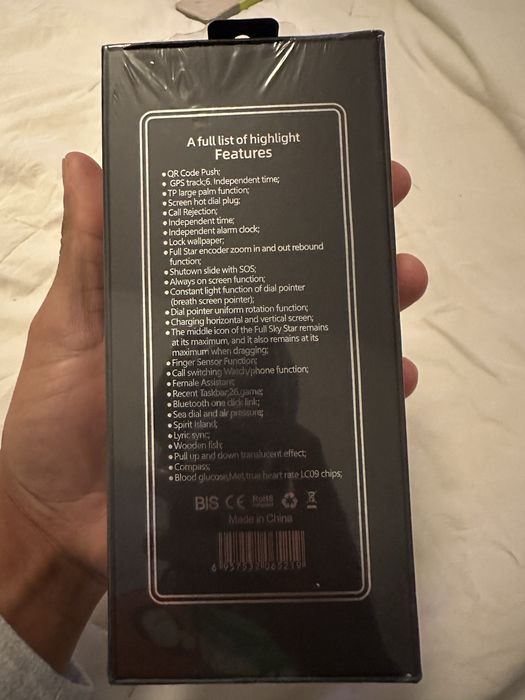 A full list of highlight
Features
• QR Code Push;
• GPS track;6. Independent time;
• TP large palm function;
• Screen hot dial plug;
• Call Rejection;
• Independent time;
• Independent alarm clock;
• Lock wallpaper;
• Full Star encoder zoom in and out rebound
function;
• Shutown slide with SOS;
• Always on screen function;
• Constant light function of dial pointer
(breath screen pointer);
• Dial pointer uniform rotation function;
• Charging horizontal and vertical screen;
• The middle icon of the Full Sky Star remains
at its maximum, and it also remains at its
maximum when dragging;
• Finger Sensor Function;
• Call switching Watch/phone function;
• Female Assistant;
• Recent Taskbar;26.game;
• Bluetooth one click link;
• Sea dial and air pressure;
• Spirit Island;
• Lyric sync;
• Wooden fish;
• Pull up and down translucent effect;
• Compass;
• Blood glucose,Met,true heart rate LC09 chips;
BIS CE RoHS
Made in China
6 957532 065219